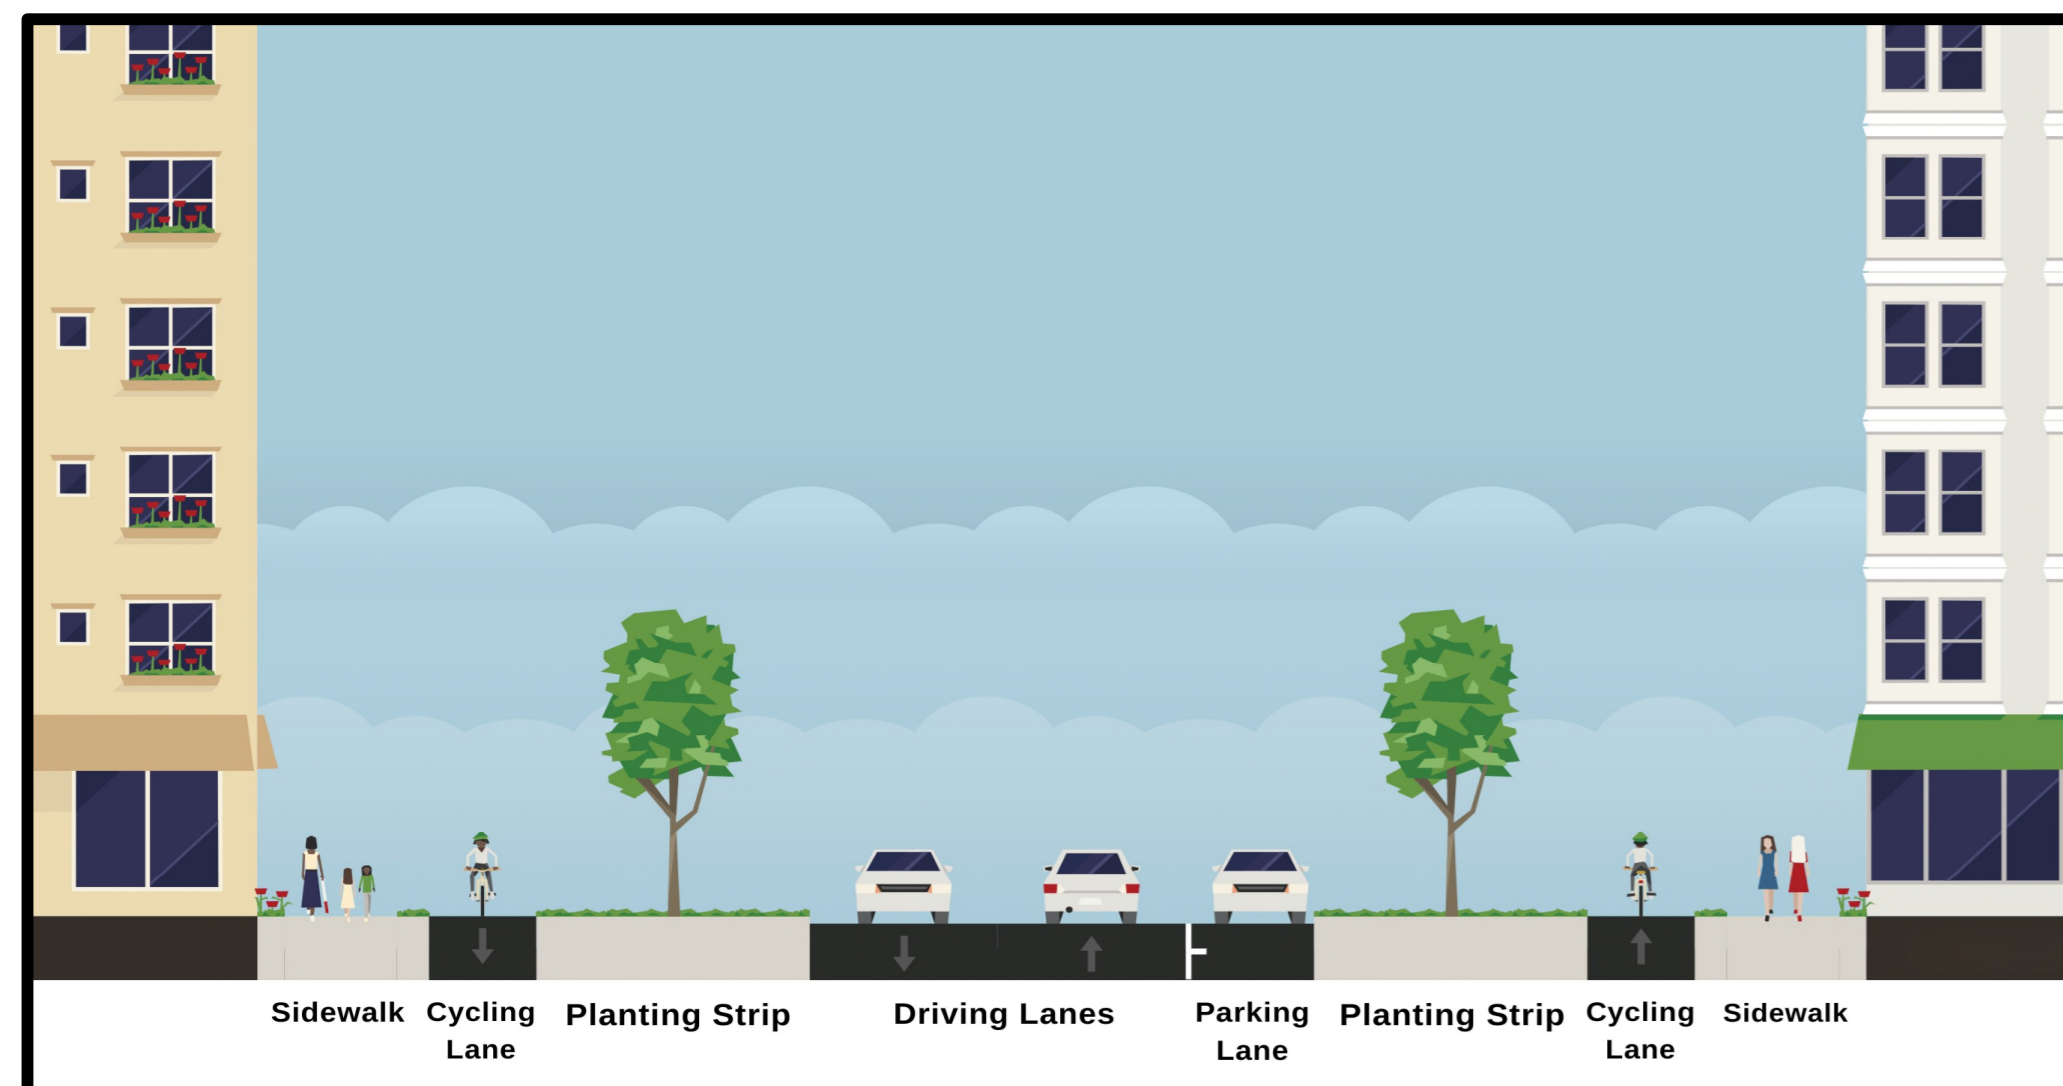 Sidewalk
Cycling
Lane
Planting Strip
Driving Lanes
Parking
Lane
Planting Strip
Cycling
Lane
Sidewalk